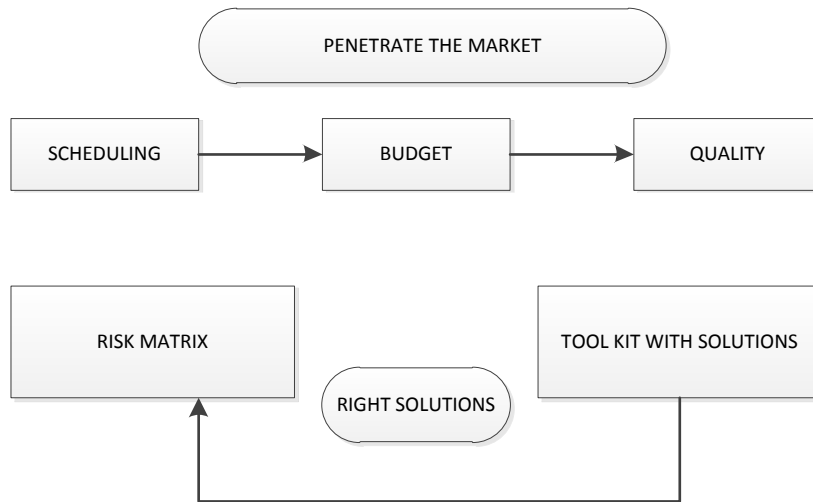 PENETRATE THE MARKET
SCHEDULING
BUDGET
QUALITY
RISK MATRIX
TOOL KIT WITH SOLUTIONS
RIGHT SOLUTIONS